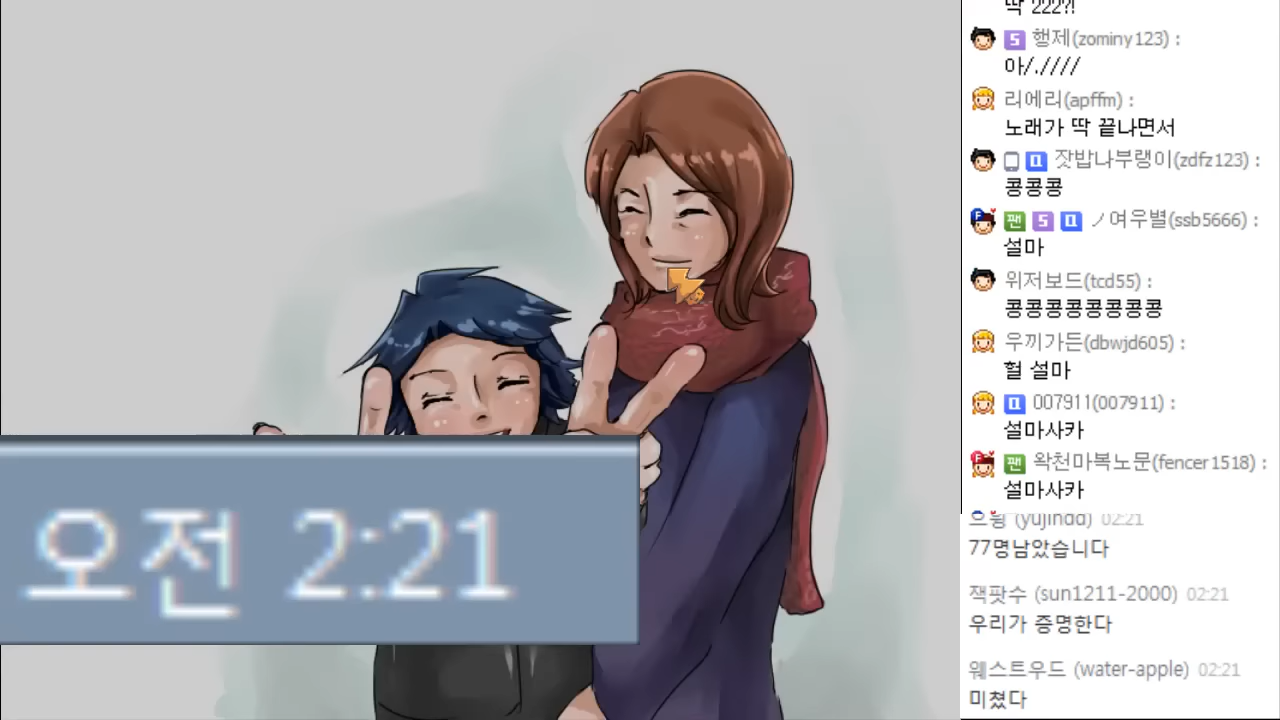 오전 2:21
딱 222?!
S 행제(zominy123) :
아/.////
리에리(apffm) :
노래가 딱 끝나면서
잣밥나부랭이(zdfz123) :
콩콩콩
팬 S ノ여우별(ssb5666) :
설마
위저보드(tcd55) :
콩콩콩콩콩콩콩콩
우끼가든(dbwjd605) :
헐 설마
007911(007911) :
설마사카
팬 왁천마복노문(fencer1518) :
설마사카
으윙 (yujindd) 02:21
77명남았습니다
잭팟수 (sun1211-2000) 02:21
우리가 증명한다
웨스트우드 (water-apple) 02:21
미쳤다